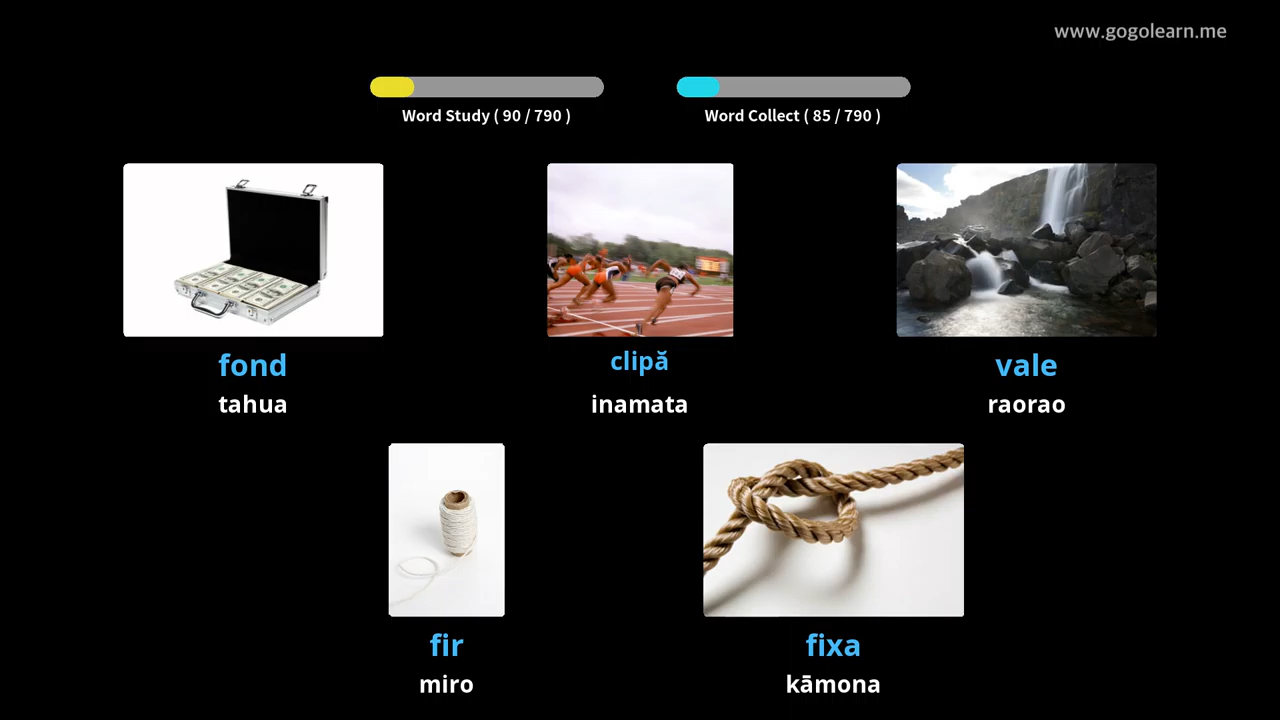 www.gogolearn.me
Word Study ( 90 / 790 )
Word Collect ( 85 / 790 )
fond
tahua
clipă
inamata
vale
raorao
fir
miro
fixa
kāmona